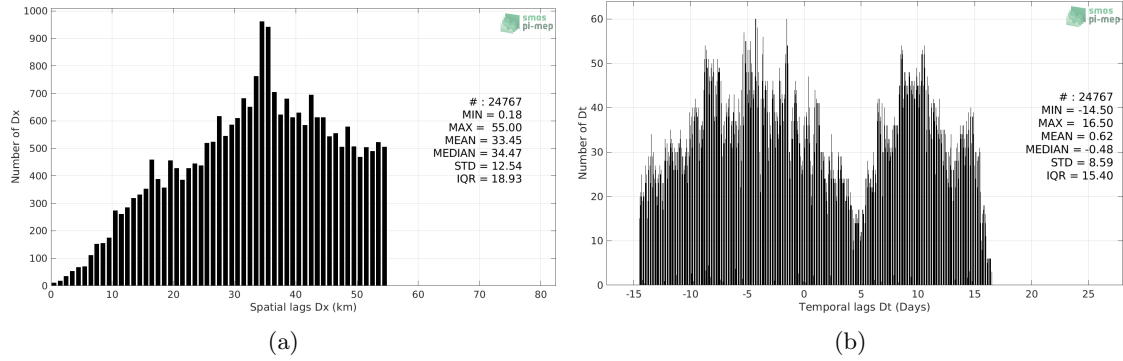 smos
pi-mep
1000
900
800
700
600
500
400
300
200
100
0
Number of Dx
# : 24767
MIN = 0.18
MAX = 55.00
MEAN = 33.45
MEDIAN = 34.47
STD = 12.54
IQR = 18.93
0 10 20 30 40 50 60 70 80
Spatial lags Dx (km)
(a)
smos
pi-mep
60
50
40
30
20
10
0
Number of Dt
# : 24767
MIN = -14.50
MAX = 16.50
MEAN = 0.62
MEDIAN = -0.48
STD = 8.59
IQR = 15.40
-15 -10 -5 0 5 10 15 20 25
Temporal lags Dt (Days)
(b)